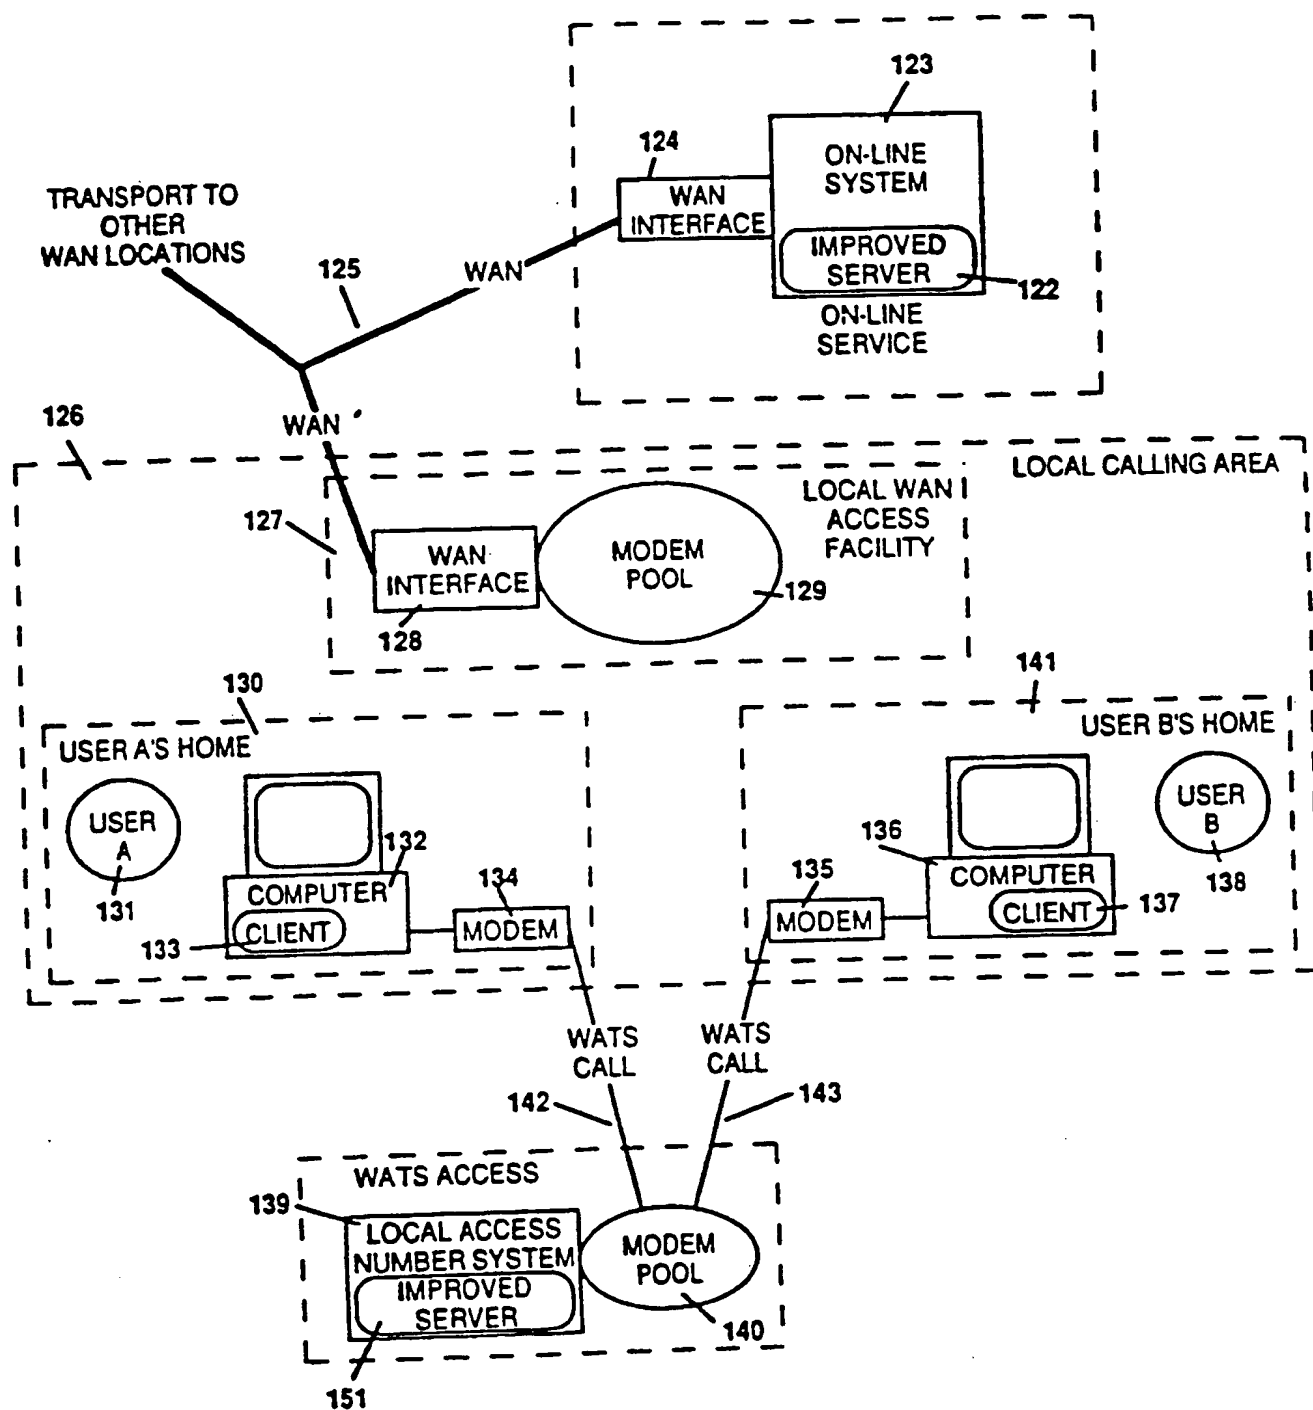 123
124
ON-LINE
SYSTEM
WAN
INTERFACE
TRANSPORT TO
OTHER
WAN LOCATIONS
125
WAN
IMPROVED
SERVER
122
ON-LINE
SERVICE
126
WAN
LOCAL CALLING AREA
LOCAL WAN
ACCESS
FACILITY
127
WAN
INTERFACE
MODEM
POOL
128
129
130
141
USER A'S HOME
USER B'S HOME
USER
A
131
132
COMPUTER
CLIENT
133
134
MODEM
135
MODEM
136
COMPUTER
CLIENT
137
USER
B
138
WATS
CALL
WATS
CALL
142
143
WATS ACCESS
139
LOCAL ACCESS
NUMBER SYSTEM
IMPROVED
SERVER
MODEM
POOL
140
151